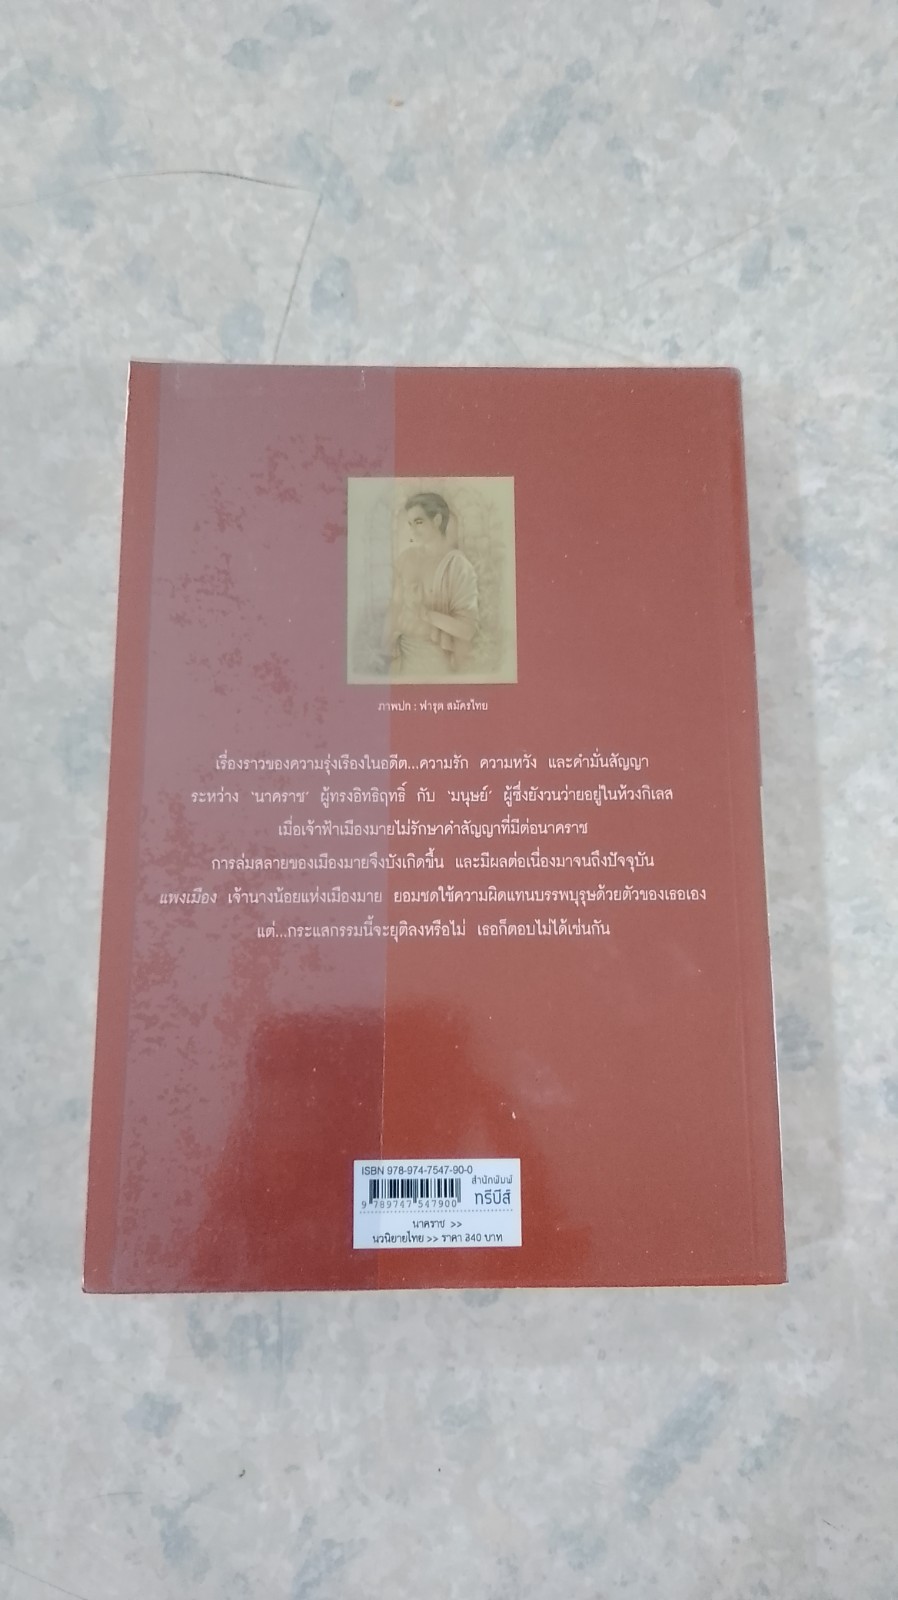 ภาพปก : ฟารุต สมัครไทย
เรื่องราวของความรุ่งเรืองในอดีต...ความรัก ความหวัง และคำมั่นสัญญา
ระหว่าง 'นาคราช' ผู้ทรงอิทธิฤทธิ์ กับ 'มนุษย์' ผู้ซึ่งยังวนว่ายอยู่ในห้วงกิเลส
เมื่อเจ้าฟ้าเมืองมายไม่รักษาคำสัญญาที่มีต่อนาคราช
การล่มสลายของเมืองมายจึงบังเกิดขึ้น และมีผลต่อเนื่องมาจนถึงปัจจุบัน
แพงเมือง เจ้านางน้อยแห่งเมืองมาย ยอมชดใช้ความผิดแทนบรรพบุรุษด้วยตัวของเธอเอง
แต่...กระแสกรรมนี้จะยุติลงหรือไม่ เธอก็ตอบไม่ได้เช่นกัน
ISBN 978-974-7547-90-0
สำนักพิมพ์
ทรีบีส์
9 789747 547900
นาคราช >>
นวนิยายไทย >> ราคา 340 บาท